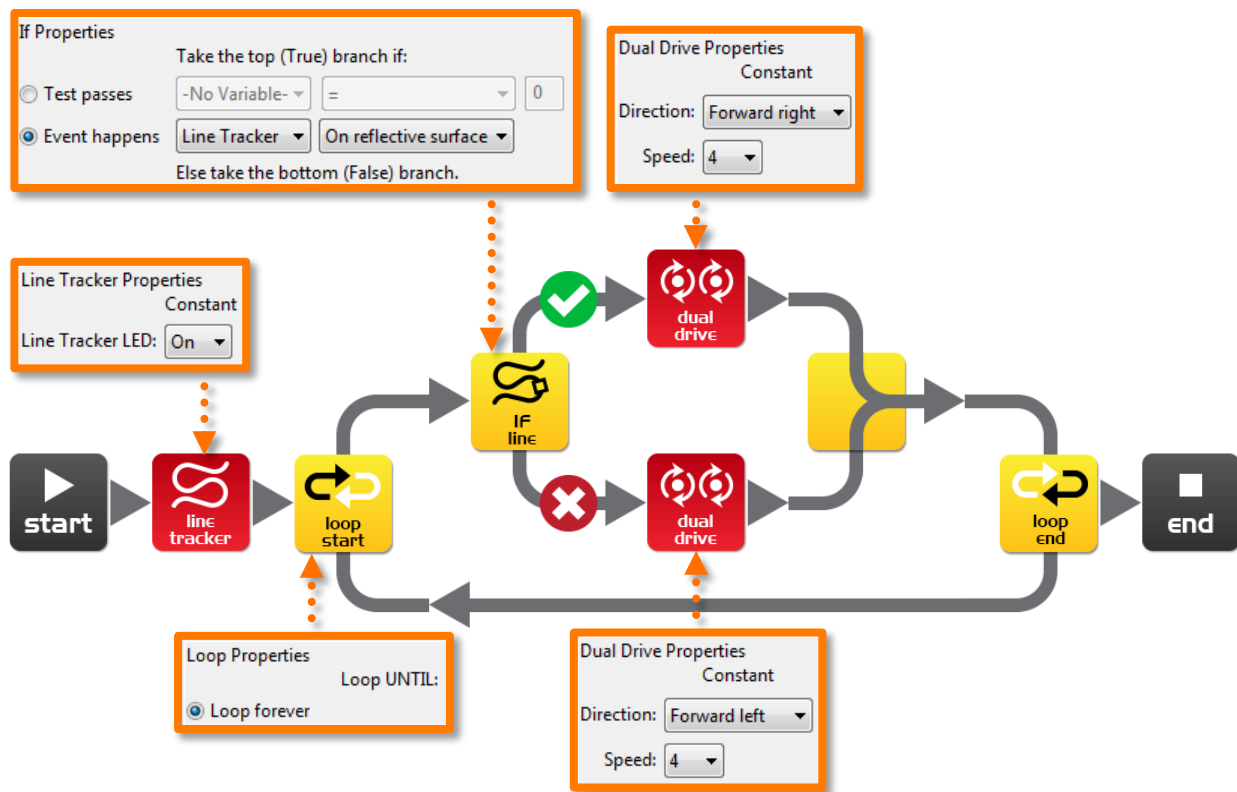 If Properties
Take the top (True) branch if:
Test passes -No Variable- = 0
Event happens Line Tracker On reflective surface
Else take the bottom (False) branch.
Dual Drive Properties
Constant
Direction: Forward right
Speed: 4
Line Tracker Properties
Constant
Line Tracker LED: On
dual
drive
IF
line
start
line
tracker
loop
start
dual
drive
loop
end
end
Loop Properties
Loop UNTIL:
Loop forever
Dual Drive Properties
Constant
Direction: Forward left
Speed: 4